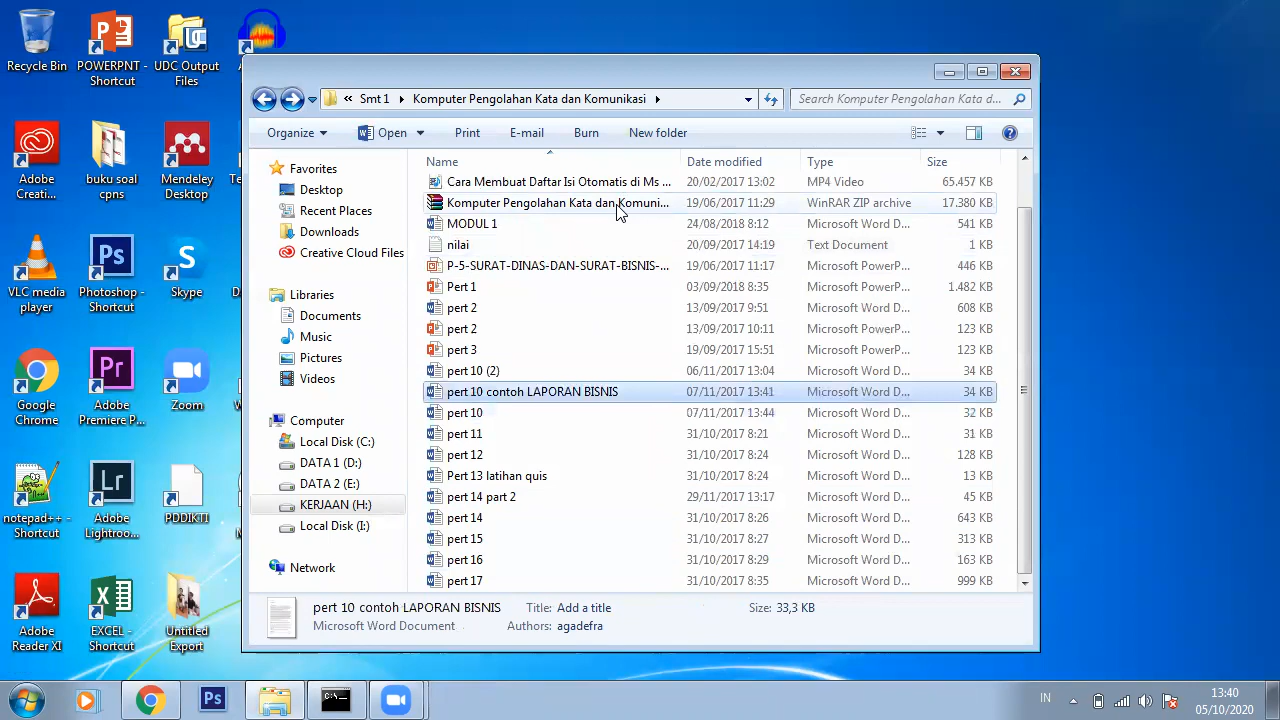 Recycle Bin
POWERPNT - Shortcut
UDC Output Files
Adobe Creati...
buku soal cpns
Mendeley Desktop
VLC media player
Photoshop - Shortcut
Skype
Google Chrome
Adobe Premiere P...
Zoom
notepad++ - Shortcut
Adobe Lightroo...
PDDIKTI
Adobe Reader XI
EXCEL - Shortcut
Untitled Export
« Smt 1 Komputer Pengolahan Kata dan Komunikasi
Search Komputer Pengolahan Kata d...
Organize Open Print E-mail Burn New folder
Favorites
Desktop
Recent Places
Downloads
Creative Cloud Files
Libraries
Documents
Music
Pictures
Videos
Computer
Local Disk (C:)
DATA 1 (D:)
DATA 2 (E:)
KERJAAN (H:)
Local Disk (I:)
Network
Name Date modified Type Size
Cara Membuat Daftar Isi Otomatis di Ms ... 20/02/2017 13:02 MP4 Video 65.457 KB
Komputer Pengolahan Kata dan Komuni... 19/06/2017 11:29 WinRAR ZIP archive 17.380 KB
MODUL 1 24/08/2018 8:12 Microsoft Word D... 541 KB
nilai 20/09/2017 14:19 Text Document 1 KB
P-5-SURAT-DINAS-DAN-SURAT-BISNIS-... 19/06/2017 11:17 Microsoft PowerP... 446 KB
Pert 1 03/09/2018 8:35 Microsoft PowerP... 1.482 KB
pert 2 13/09/2017 9:51 Microsoft Word D... 608 KB
pert 2 13/09/2017 10:11 Microsoft PowerP... 123 KB
pert 3 19/09/2017 15:51 Microsoft PowerP... 123 KB
pert 10 (2) 06/11/2017 13:04 Microsoft Word D... 34 KB
pert 10 contoh LAPORAN BISNIS 07/11/2017 13:41 Microsoft Word D... 34 KB
pert 10 07/11/2017 13:44 Microsoft Word D... 32 KB
pert 11 31/10/2017 8:21 Microsoft Word D... 31 KB
pert 12 31/10/2017 8:24 Microsoft Word D... 128 KB
Pert 13 latihan quis 31/10/2017 8:24 Microsoft Word D... 13 KB
pert 14 part 2 29/11/2017 13:17 Microsoft Word D... 45 KB
pert 14 31/10/2017 8:26 Microsoft Word D... 643 KB
pert 15 31/10/2017 8:27 Microsoft Word D... 313 KB
pert 16 31/10/2017 8:29 Microsoft Word D... 163 KB
pert 17 31/10/2017 8:35 Microsoft Word D... 999 KB
pert 10 contoh LAPORAN BISNIS Title: Add a title Size: 33,3 KB
Microsoft Word Document Authors: agadefra
IN
13:40
05/10/2020